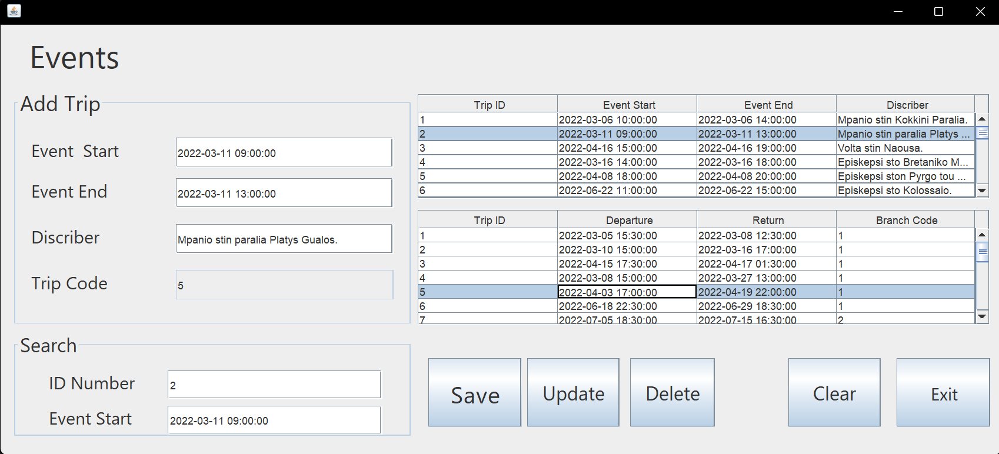 Events
Add Trip
Event  Start 2022-03-11 09:00:00
Event End 2022-03-11 13:00:00
Discriber Mpanio stin paralia Platys Gualos.
Trip Code 5
Search
ID Number 2
Event Start 2022-03-11 09:00:00
Trip ID Event Start Event End Discriber
1 2022-03-06 10:00:00 2022-03-06 14:00:00 Mpanio stin Kokkini Paralia.
2 2022-03-11 09:00:00 2022-03-11 13:00:00 Mpanio stin paralia Platys ...
3 2022-04-16 15:00:00 2022-04-16 19:00:00 Volta stin Naousa.
4 2022-03-16 14:00:00 2022-03-16 18:00:00 Episkepsi sto Bretaniko M...
5 2022-04-08 18:00:00 2022-04-08 20:00:00 Episkepsi ston Pyrgo tou ...
6 2022-06-22 11:00:00 2022-06-22 15:00:00 Episkepsi sto Kolossaio.
Trip ID Departure Return Branch Code
1 2022-03-05 15:30:00 2022-03-08 12:30:00 1
2 2022-03-10 15:00:00 2022-03-16 17:00:00 1
3 2022-04-15 17:30:00 2022-04-17 01:30:00 1
4 2022-03-08 15:00:00 2022-03-27 13:00:00 1
5 2022-04-03 17:00:00 2022-04-19 22:00:00 1
6 2022-06-18 22:30:00 2022-06-29 18:30:00 1
7 2022-07-05 18:30:00 2022-07-15 16:30:00 2
Save Update Delete Clear Exit